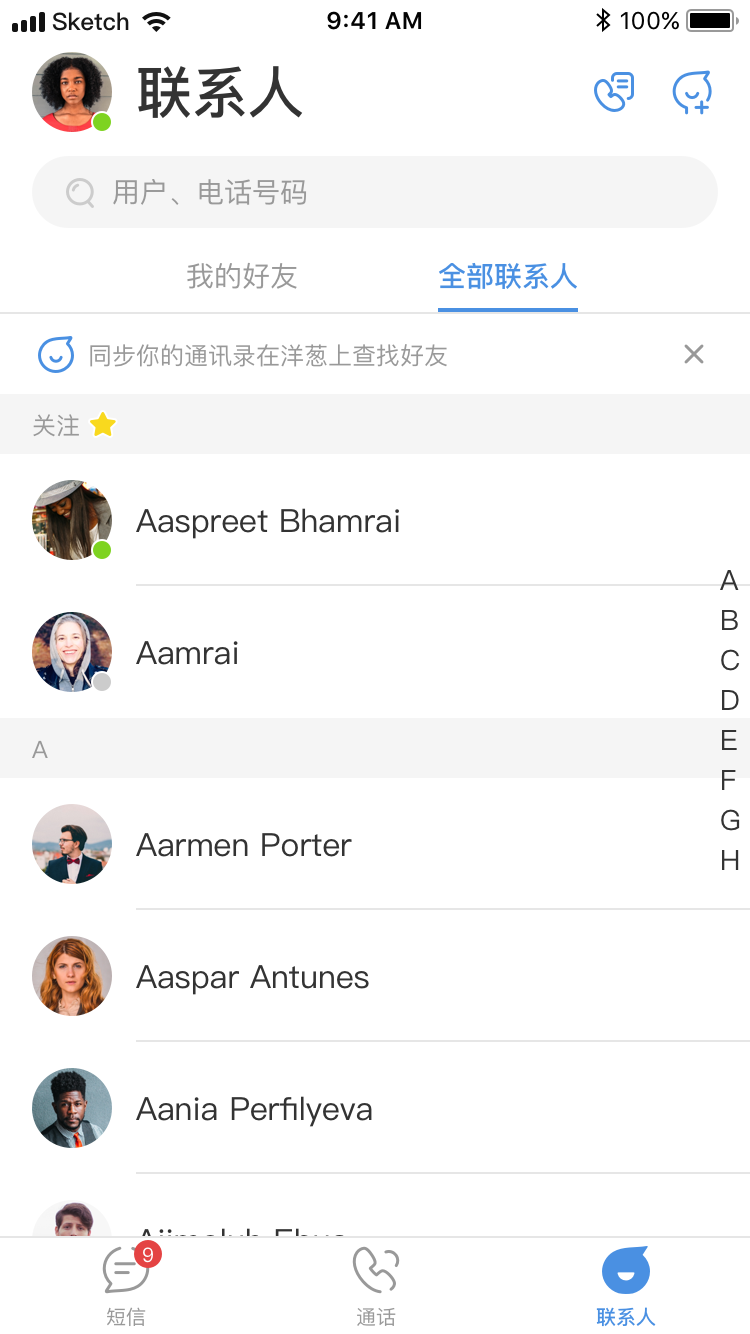 Sketch 9:41 AM 100%
联系人
用户、电话号码
我的好友 全部联系人
同步你的通讯录在洋葱上查找好友
关注
Aaspreet Bhamrai
A
B
Aamrai
C
D
A
E
F
Aarmen Porter
G
H
Aaspar Antunes
Aania Perfilyeva
9
短信 通话 联系人